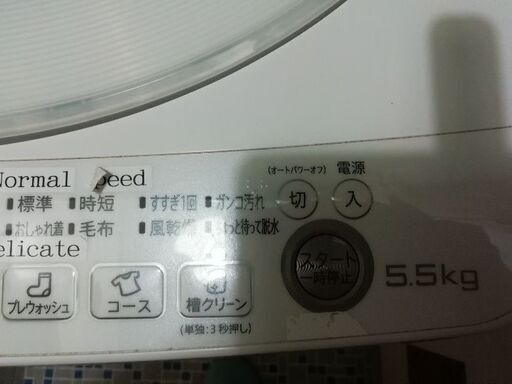 Normal Speed
(オートパワーオフ) 電源
標準 時短 すすぎ1回 ガンコ汚れ
切 入
おしゃれ着 毛布 風乾燥 っと待って脱水
elicate
スタート
一時停止
5.5kg
プレウォッシュ コース 槽クリーン
(単独:3秒押し)